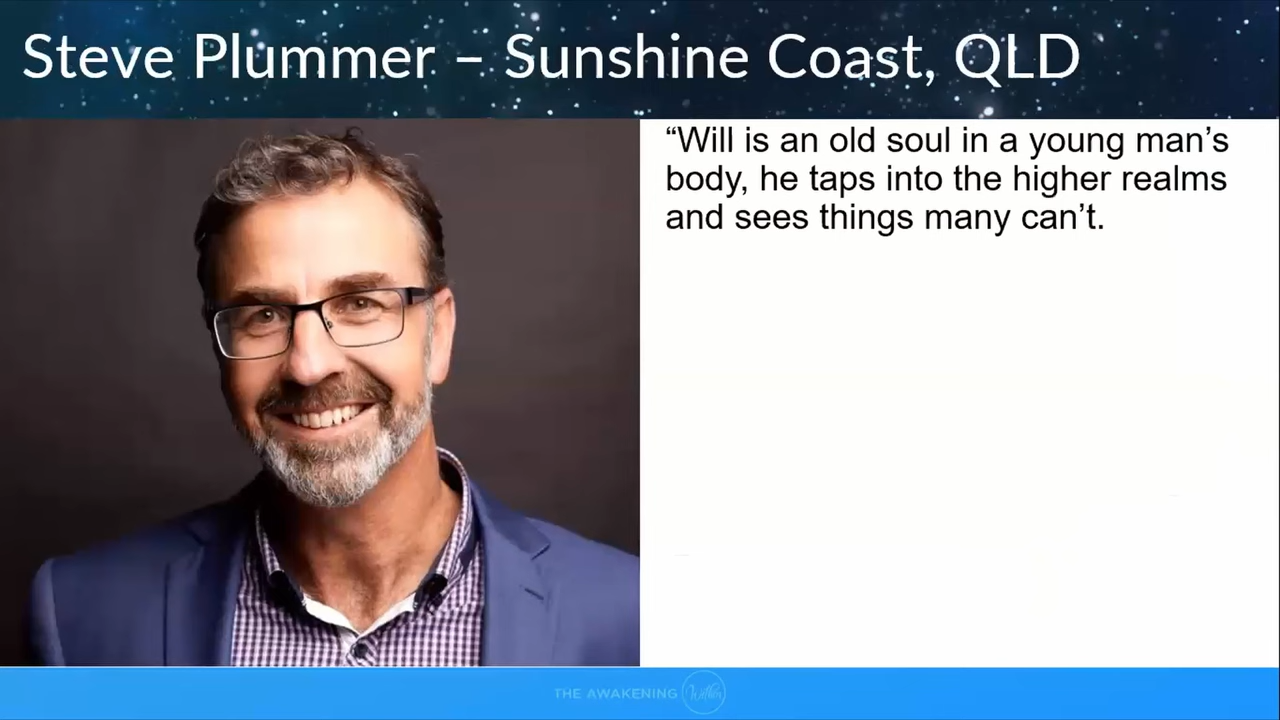 Steve Plummer – Sunshine Coast, QLD
“Will is an old soul in a young man’s
body, he taps into the higher realms
and sees things many can’t.
THE AWAKENING Within